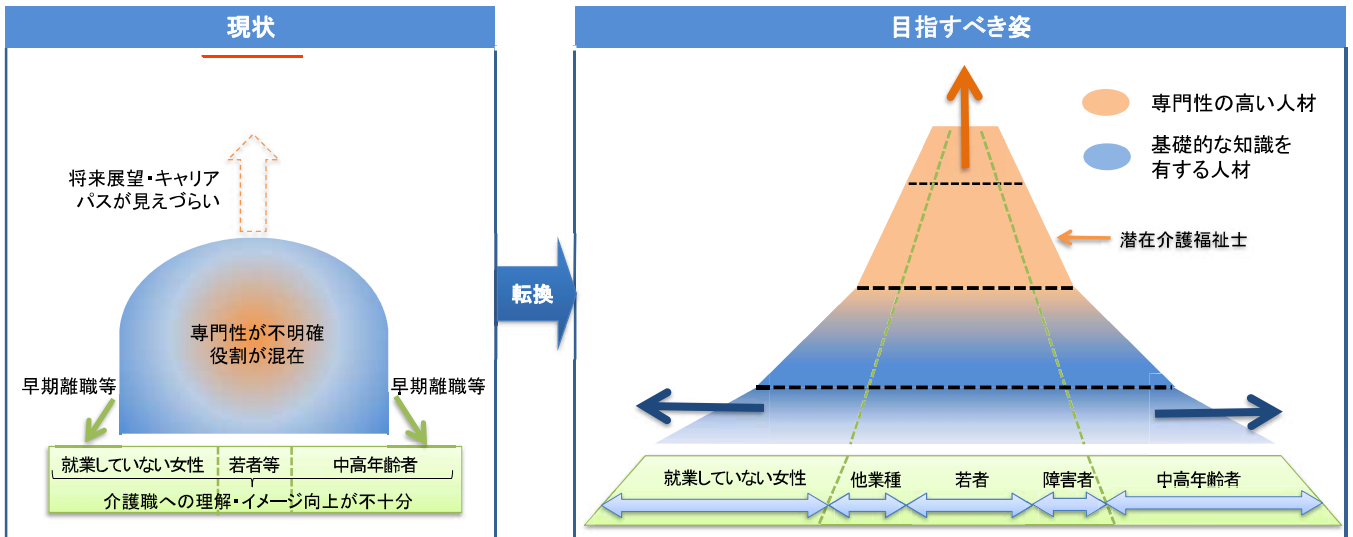 現状
将来展望・キャリア
パスが見えづらい
専門性が不明確
役割が混在
早期離職等
早期離職等
就業していない女性
若者等
中高年齢者
介護職への理解・イメージ向上が不十分
転換
目指すべき姿
専門性の高い人材
基礎的な知識を
有する人材
潜在介護福祉士
就業していない女性
他業種
若者
障害者
中高年齢者